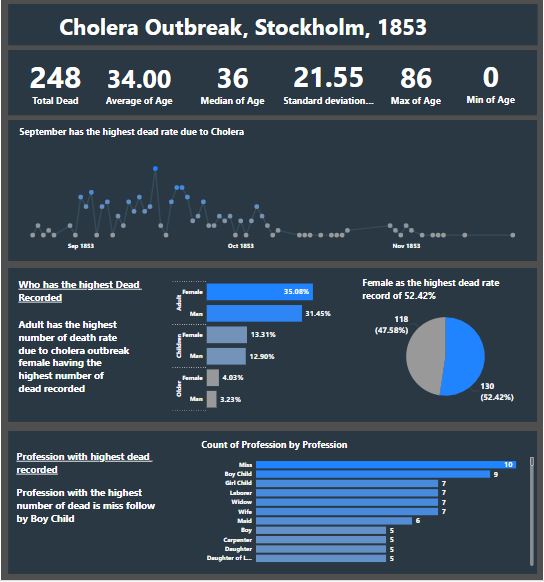 Cholera Outbreak, Stockholm, 1853
248 34.00 36 21.55 86 0
Total Dead Average of Age Median of Age Standard deviation... Max of Age Min of Age
September has the highest dead rate due to Cholera
Sep 1853 Oct 1853 Nov 1853
Who has the highest Dead
Recorded
Adult has the highest
number of death rate
due to cholera outbreak
female having the
highest number of
dead recorded
Adult
Female 35.08%
Man 31.45%
Children
Female 13.31%
Man 12.90%
Older
Female 4.03%
Man 3.23%
Female as the highest dead rate
record of 52.42%
118
(47.58%)
130
(52.42%)
Profession with highest dead
recorded
Profession with the highest
number of dead is miss follow
by Boy Child
Count of Profession by Profession
Miss 10
Boy Child 9
Girl Child 7
Laborer 7
Widow 7
Wife 7
Maid 6
Boy 5
Carpenter 5
Daughter 5
Daughter of L... 5